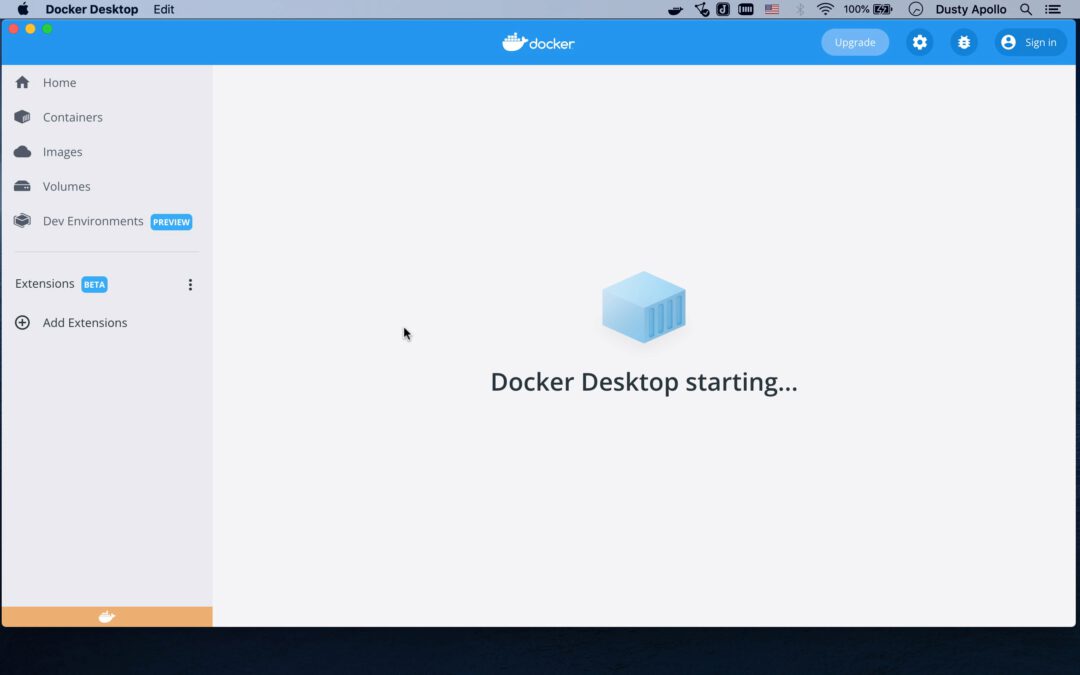 Docker Desktop Edit 100% Dusty Apollo
docker Upgrade Sign in
Home
Containers
Images
Volumes
Dev Environments PREVIEW
Extensions BETA
Add Extensions
Docker Desktop starting...